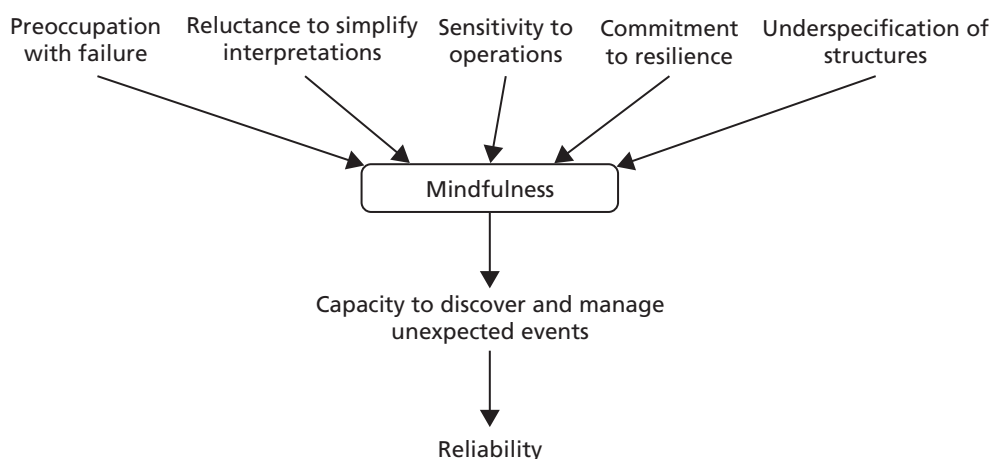 Preoccupation
with failure
Reluctance to simplify
interpretations
Sensitivity to
operations
Commitment
to resilience
Underspecification of
structures
Mindfulness
Capacity to discover and manage
unexpected events
Reliability